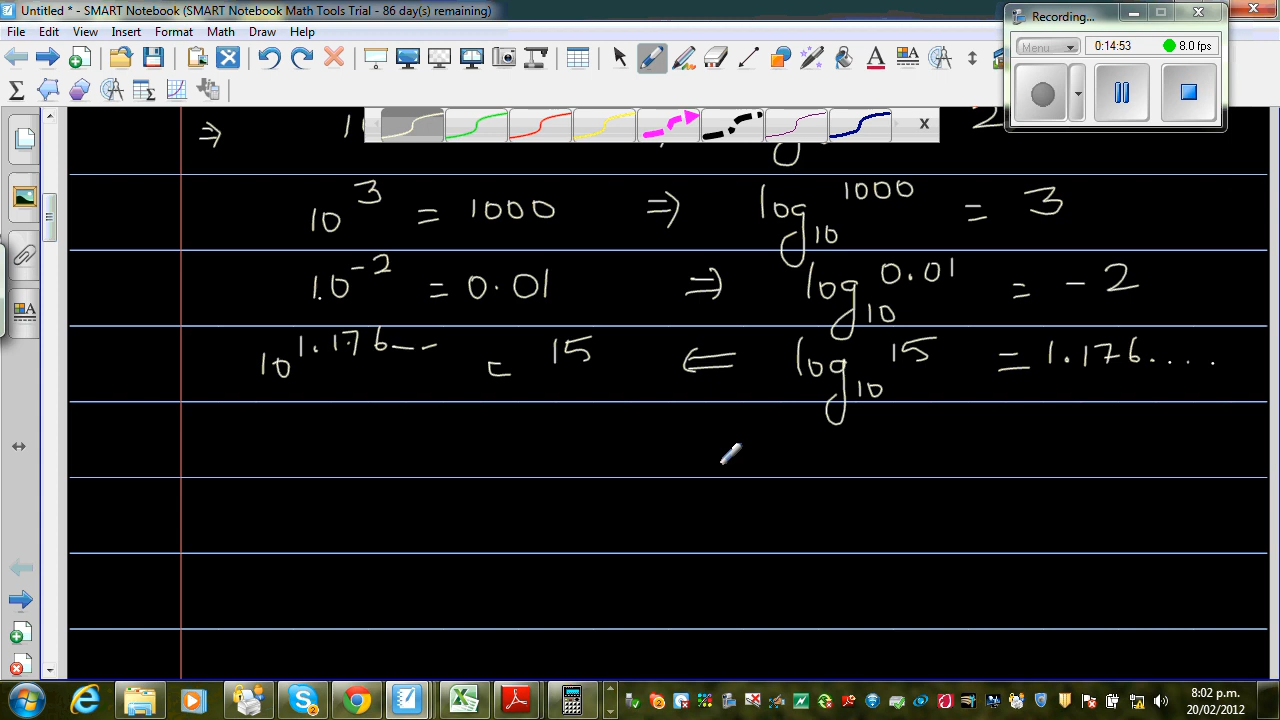 Untitled * - SMART Notebook (SMART Notebook Math Tools Trial - 86 day(s) remaining)
File Edit View Insert Format Math Draw Help
Recording...
Menu 0:14:53 8.0 fps
x
⇒
10³ = 1000 ⇒ log₁₀ 1000 = 3
10⁻² = 0.01 ⇒ log₁₀ 0.01 = -2
10^1.176-- = 15 ⇐ log₁₀ 15 = 1.176....
8:02 p.m.
20/02/2012